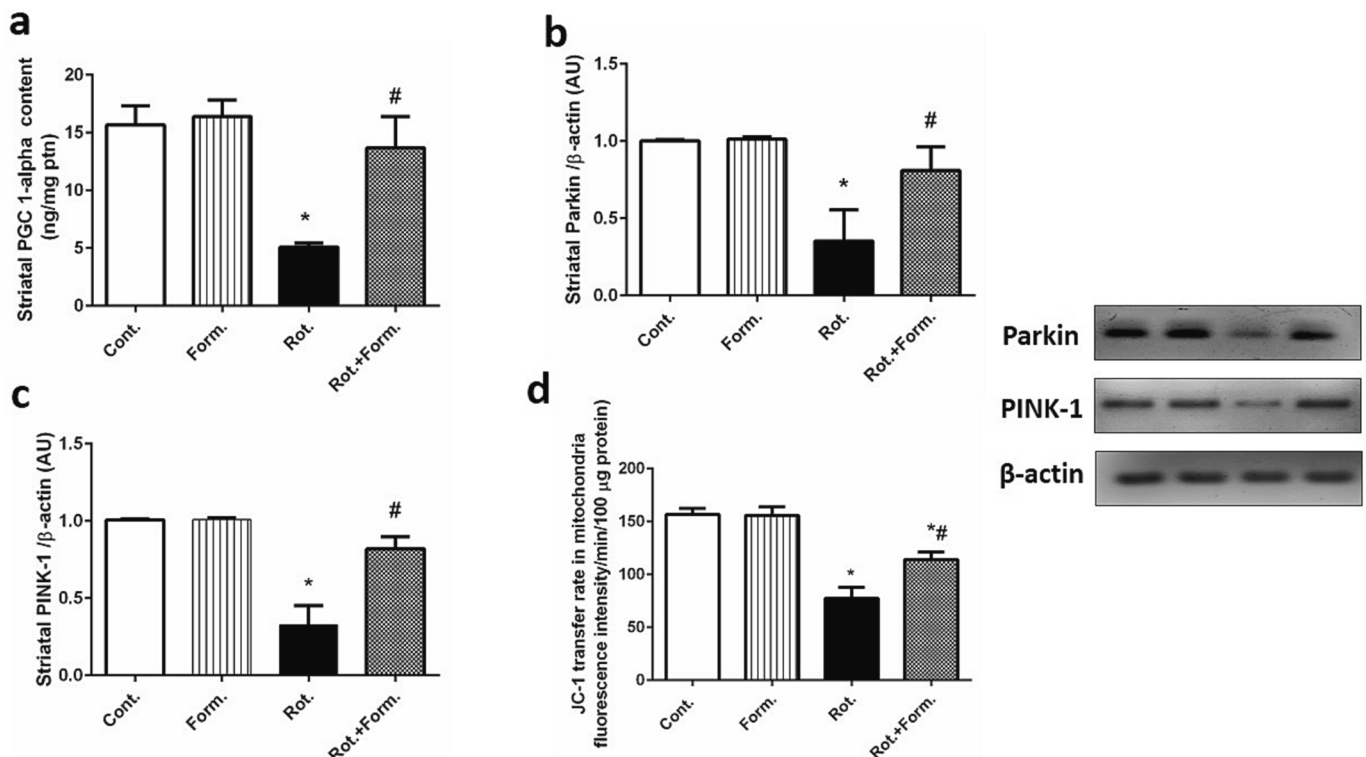 a
Striatal PGC 1-alpha content
(ng/mg ptn)
20
15
10
5
0
*
#
Cont.
Form.
Rot.
Rot.+Form.
b
Striatal Parkin /β-actin (AU)
1.5
1.0
0.5
0.0
*
#
Cont.
Form.
Rot.
Rot.+Form.
Parkin
PINK-1
β-actin
c
Striatal PINK-1 /β-actin (AU)
1.5
1.0
0.5
0.0
*
#
Cont.
Form.
Rot.
Rot.+Form.
d
JC-1 transfer rate in mitochondria
fluorescence intensity/min/100 µg protein)
200
150
100
50
0
*
*#
Cont.
Form.
Rot.
Rot.+Form.